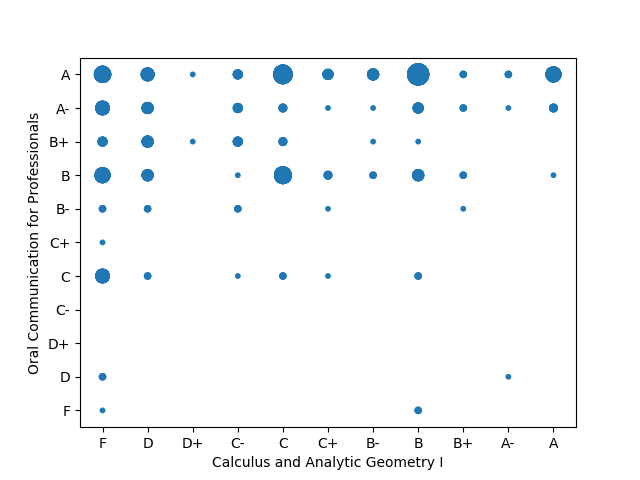 Oral Communication for Professionals
A
A-
B+
B
B-
C+
C
C-
D+
D
F
F D D+ C- C C+ B- B B+ A- A
Calculus and Analytic Geometry I